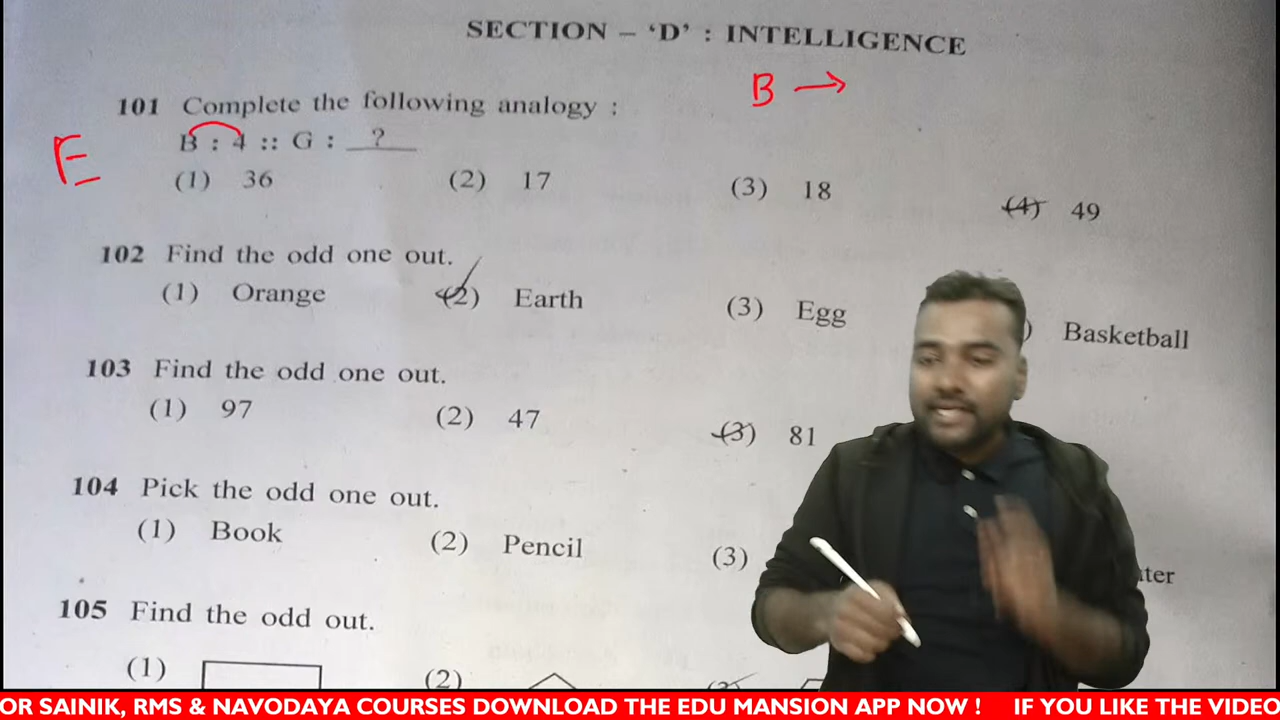 SECTION – ‘D’ : INTELLIGENCE
B →
101 Complete the following analogy :
E
B : 4 :: G : ?
(1) 36 (2) 17 (3) 18 (4) 49
102 Find the odd one out.
(1) Orange (2) Earth (3) Egg ) Basketball
103 Find the odd one out.
(1) 97 (2) 47 (3) 81
104 Pick the odd one out.
(1) Book (2) Pencil (3)
105 Find the odd out.
(1) (2)
OR SAINIK, RMS & NAVODAYA COURSES DOWNLOAD THE EDU MANSION APP NOW ! IF YOU LIKE THE VIDEO